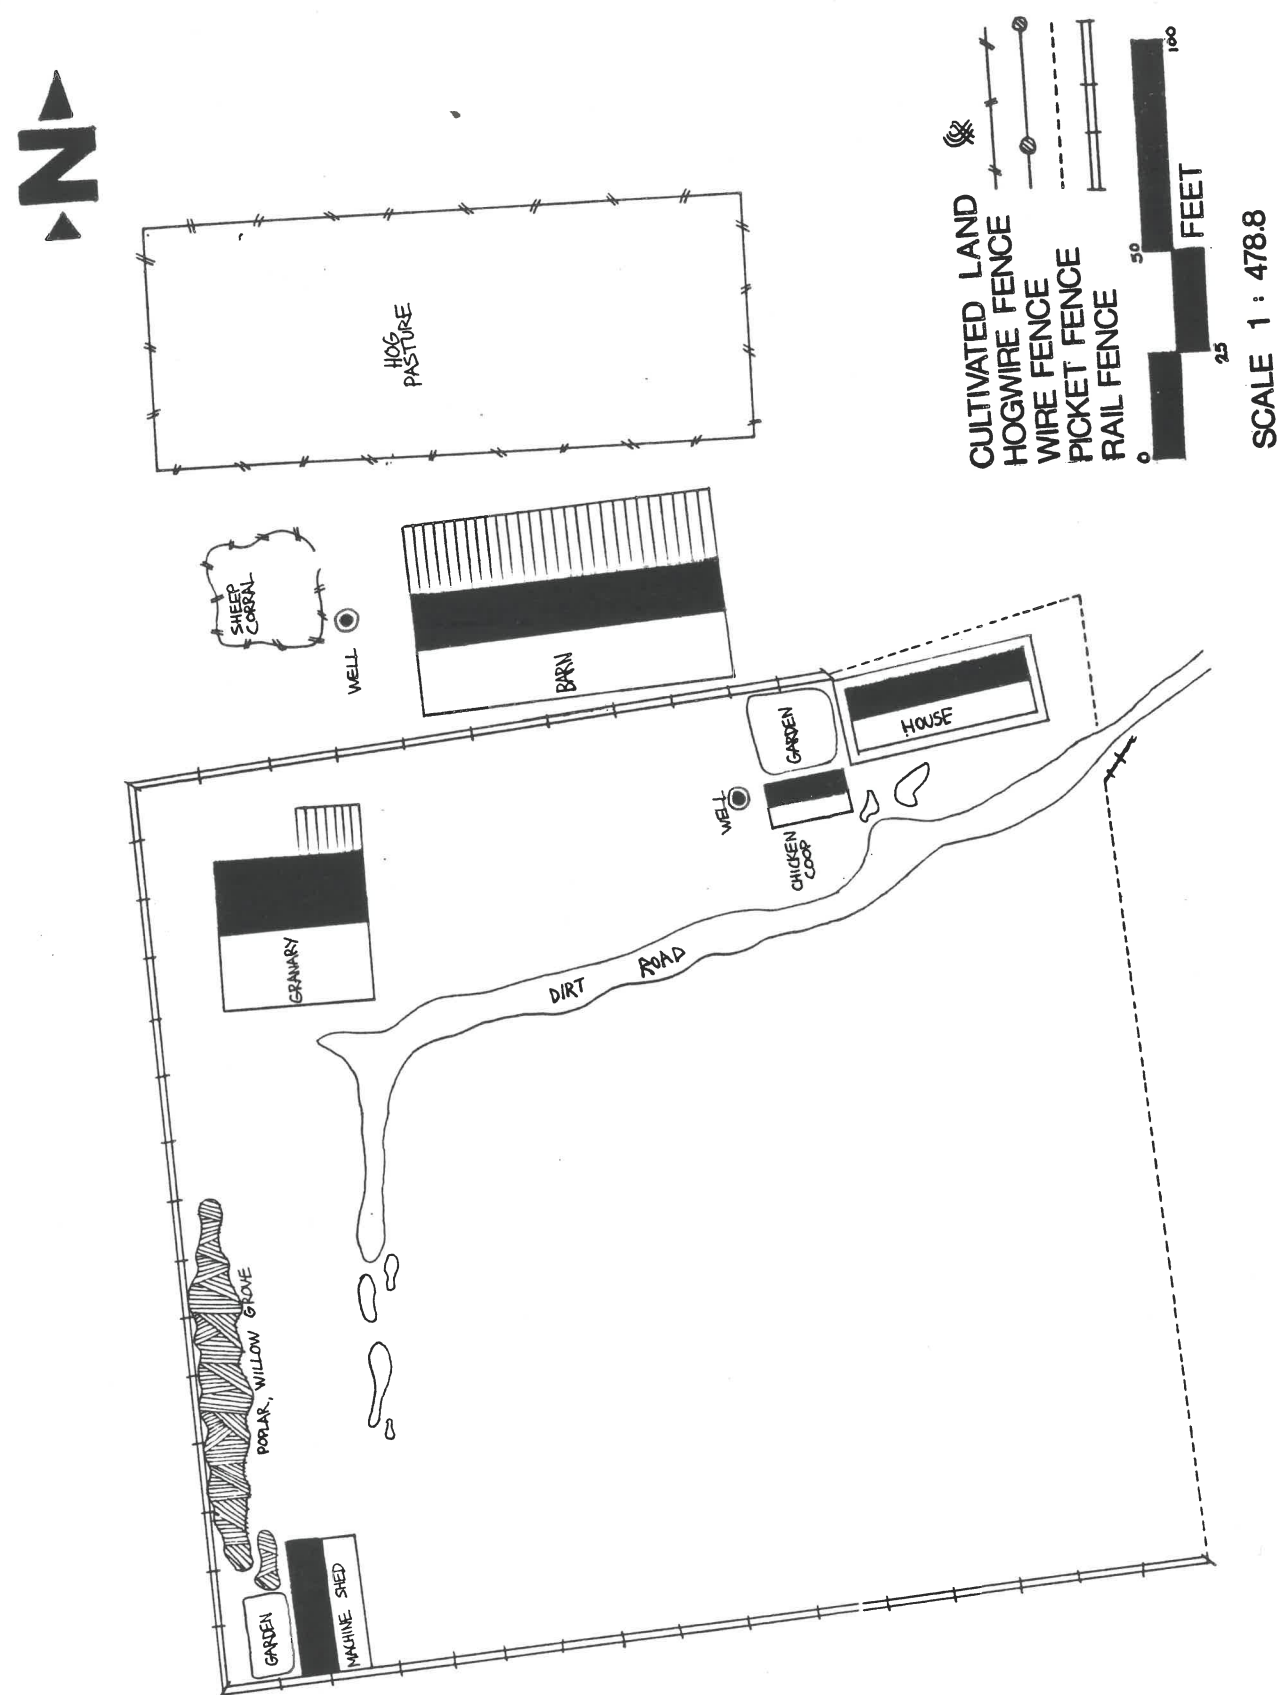 N
HOG
PASTURE
SHEEP
CORRAL
WELL
BARN
GARDEN
HOUSE
WELL
CHICKEN
COOP
GRANARY
DIRT ROAD
POPLAR, WILLOW GROVE
GARDEN
MACHINE SHED
CULTIVATED LAND
HOGWIRE FENCE
WIRE FENCE
PICKET FENCE
RAIL FENCE
0 25 50 100
FEET
SCALE 1 : 478.8